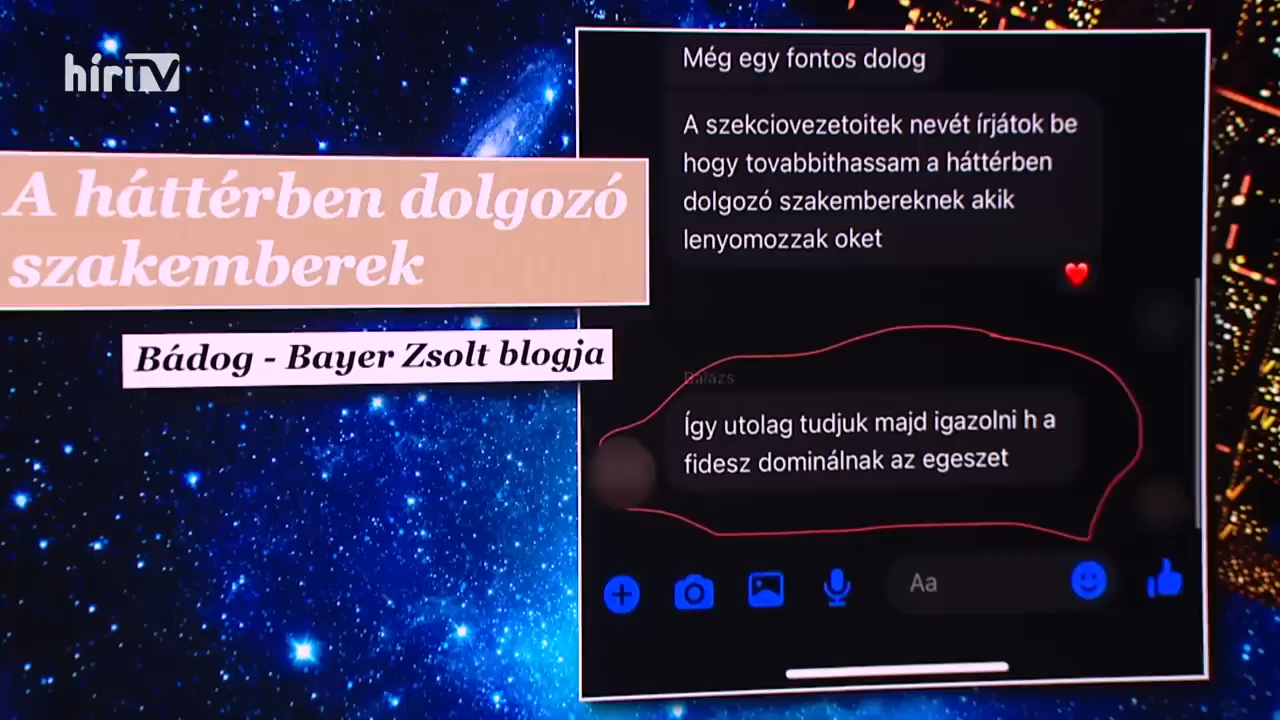 hírTV
A háttérben dolgozó
szakemberek
Bádog - Bayer Zsolt blogja
Még egy fontos dolog
A szekciovezetoitek nevét írjátok be
hogy tovabbithassam a háttérben
dolgozó szakembereknek akik
lenyomozzak oket
Balazs
Így utolag tudjuk majd igazolni h a
fidesz dominálnak az egeszet
Aa